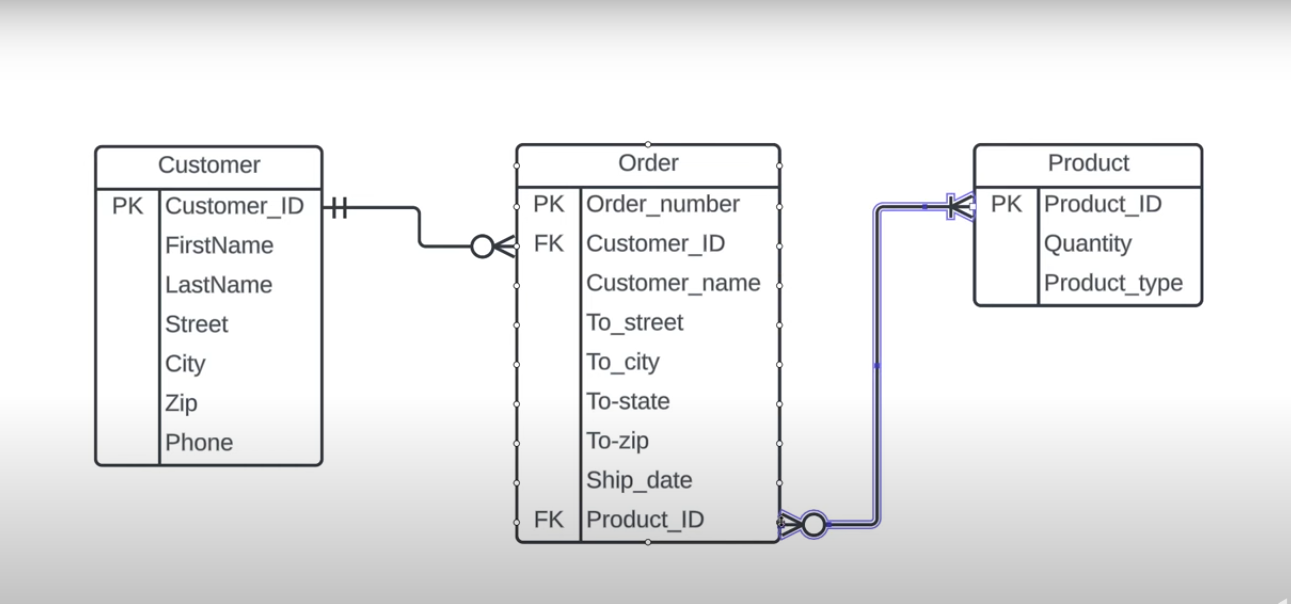 Customer
PK Customer_ID
FirstName
LastName
Street
City
Zip
Phone
Order
PK Order_number
FK Customer_ID
Customer_name
To_street
To_city
To-state
To-zip
Ship_date
FK Product_ID
Product
PK Product_ID
Quantity
Product_type